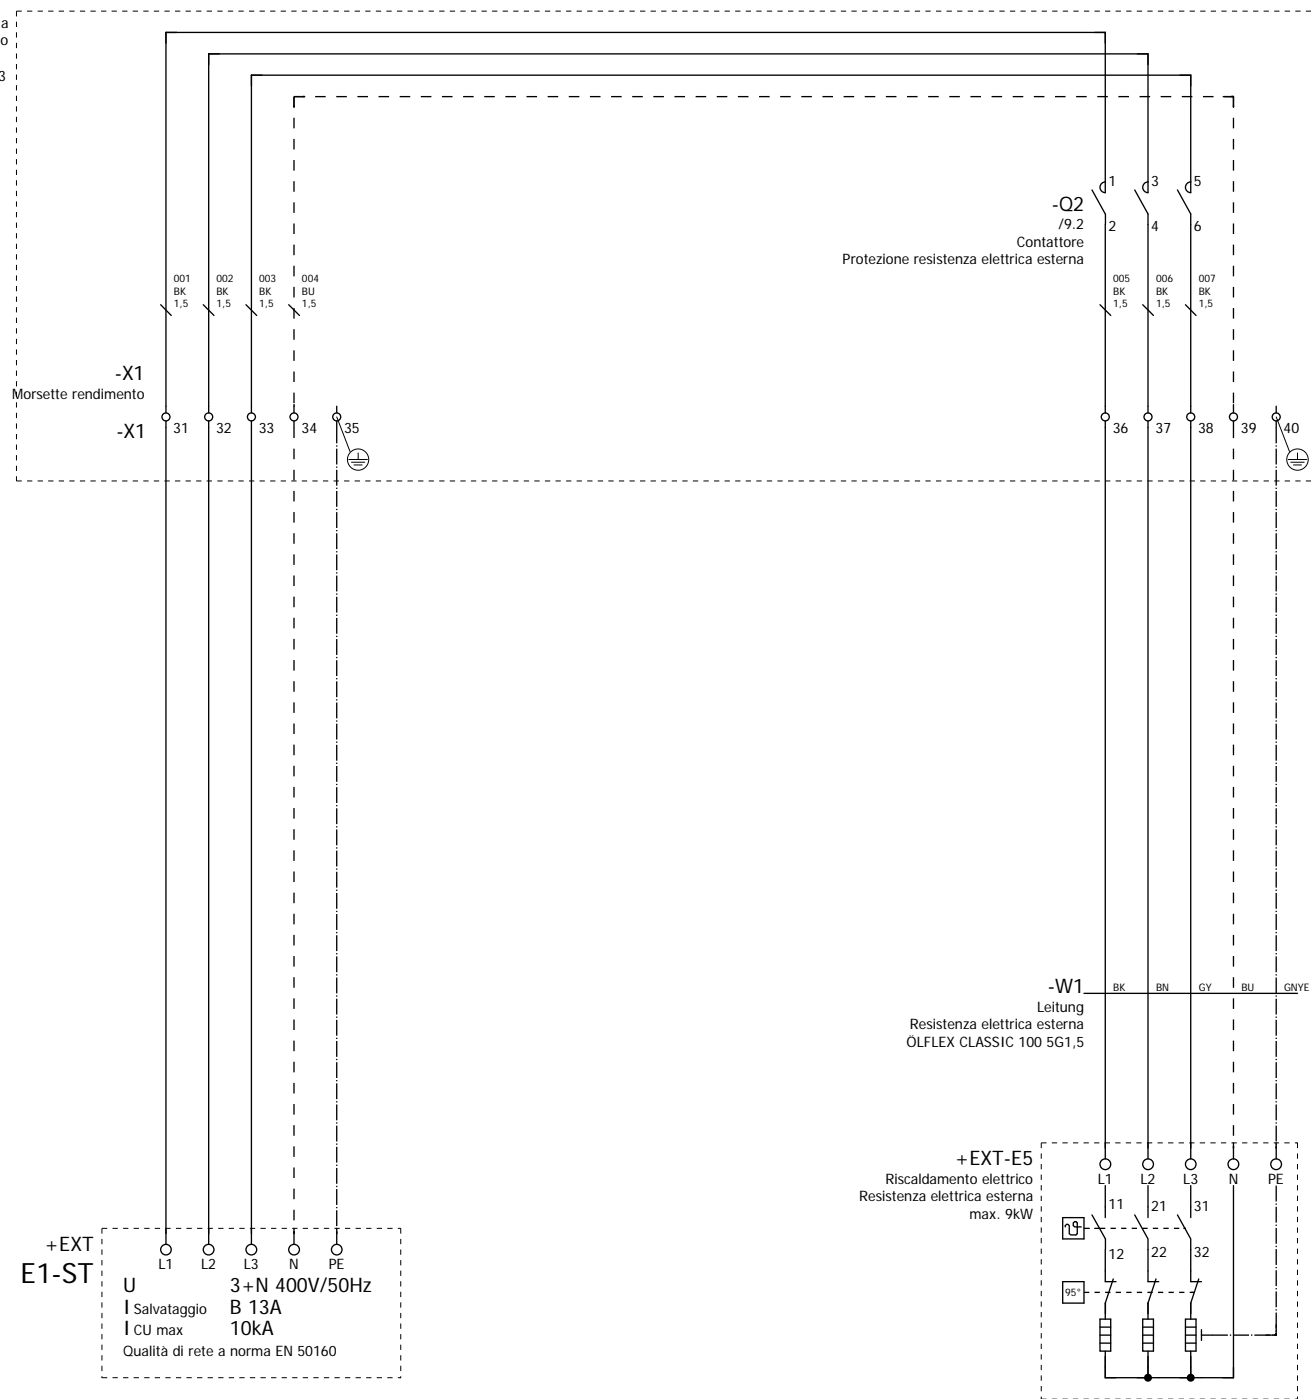 a
o
3
1 3 5
-Q2
/9.2
2 4 6
Contattore
Protezione resistenza elettrica esterna
001 002 003 004
BK BK BK BU
1,5 1,5 1,5 1,5
005 006 007
BK BK BK
1,5 1,5 1,5
-X1
Morsette rendimento
-X1
31 32 33 34 35
36 37 38 39 40
-W1
BK BN GY BU GNYE
Leitung
Resistenza elettrica esterna
ÖLFLEX CLASSIC 100 5G1,5
+EXT-E5
Riscaldamento elettrico
Resistenza elettrica esterna
max. 9kW
L1 L2 L3 N PE
11 21 31
ϑ
12 22 32
95°
+EXT
E1-ST
L1 L2 L3 N PE
U 3+N 400V/50Hz
I Salvataggio B 13A
I CU max 10kA
Qualità di rete a norma EN 50160